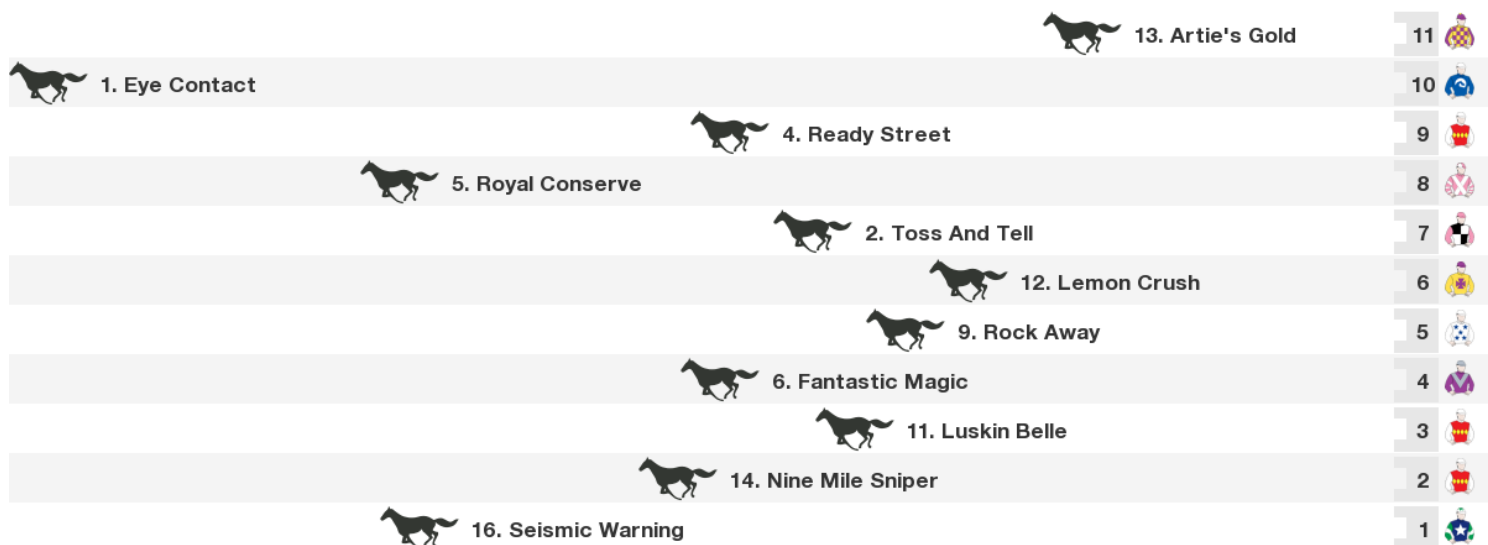 13. Artie's Gold 11
1. Eye Contact 10
4. Ready Street 9
5. Royal Conserve 8
2. Toss And Tell 7
12. Lemon Crush 6
9. Rock Away 5
6. Fantastic Magic 4
11. Luskin Belle 3
14. Nine Mile Sniper 2
16. Seismic Warning 1